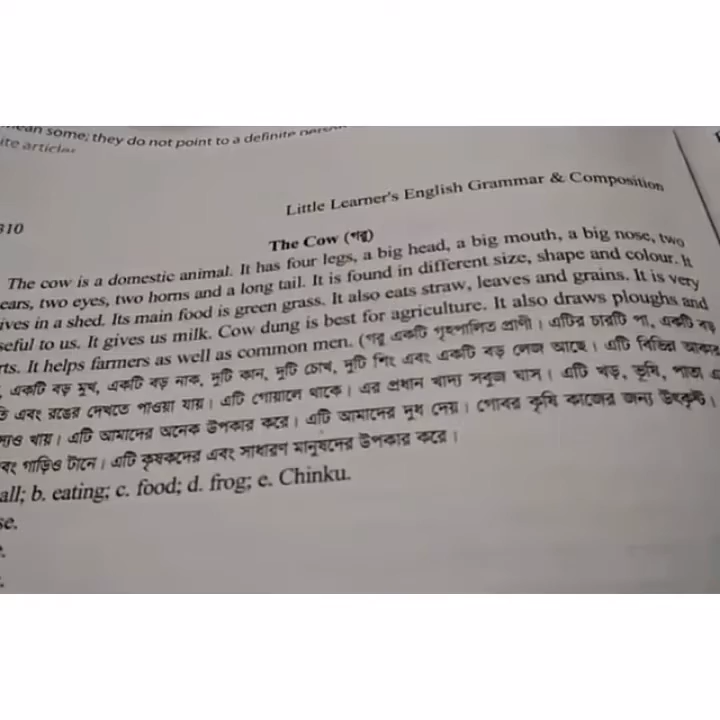 some; they do not point to a definite
ite articles
Little Learner's English Grammar & Composition
310
The Cow (গরু)
The cow is a domestic animal. It has four legs, a big head, a big mouth, a big nose, two
ears, two eyes, two horns and a long tail. It is found in different size, shape and colour. It
ives in a shed. Its main food is green grass. It also eats straw, leaves and grains. It is very
seful to us. It gives us milk. Cow dung is best for agriculture. It also draws ploughs and
rts. It helps farmers as well as common men. (গরু একটি গৃহপালিত প্রাণী। এটির চারটি পা, একটি বড়
, একটি বড় মুখ, একটি বড় নাক, দুটি কান, দুটি চোখ, দুটি শিং এবং একটি বড় লেজ আছে। এটি বিভিন্ন আকার
তি এবং রঙের দেখতে পাওয়া যায়। এটি গোয়ালে থাকে। এর প্রধান খাদ্য সবুজ ঘাস। এটি খড়, ভূষি, পাতা এ
স্যও খায়। এটি আমাদের অনেক উপকার করে। এটি আমাদের দুধ দেয়। গোবর কৃষি কাজের জন্য উৎকৃষ্ট।
বং গাড়িও টানে। এটি কৃষকদের এবং সাধারণ মানুষদের উপকার করে।
all; b. eating; c. food; d. frog; e. Chinku.
se.